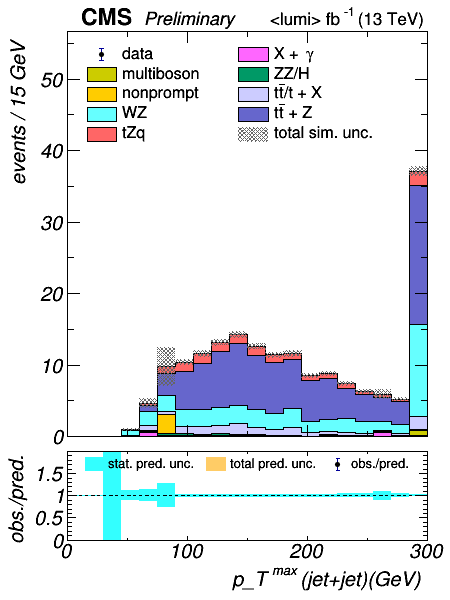 CMS Preliminary <lumi> fb⁻¹ (13 TeV)
events / 15 GeV
data
multiboson
nonprompt
WZ
tZq
X + γ
ZZ/H
tt̄/t + X
tt̄ + Z
total sim. unc.
50
40
30
20
10
0
obs./pred.
stat. pred. unc. total pred. unc. obs./pred.
2
1.5
1
0.5
0
0 100 200 300
p_T^max (jet+jet)(GeV)